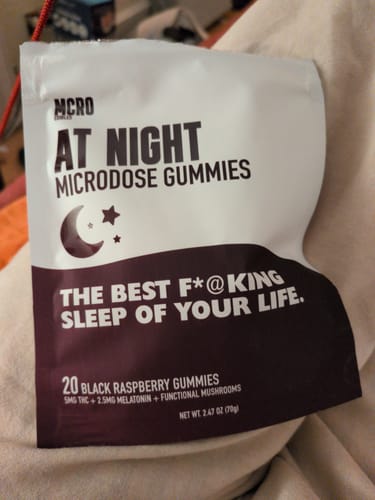 MCRO
EDIBLES
AT NIGHT
MICRODOSE GUMMIES
THE BEST F*@KING
SLEEP OF YOUR LIFE.
20 BLACK RASPBERRY GUMMIES
5MG THC + 2.5MG MELATONIN + FUNCTIONAL MUSHROOMS
NET WT. 2.47 OZ (70g)